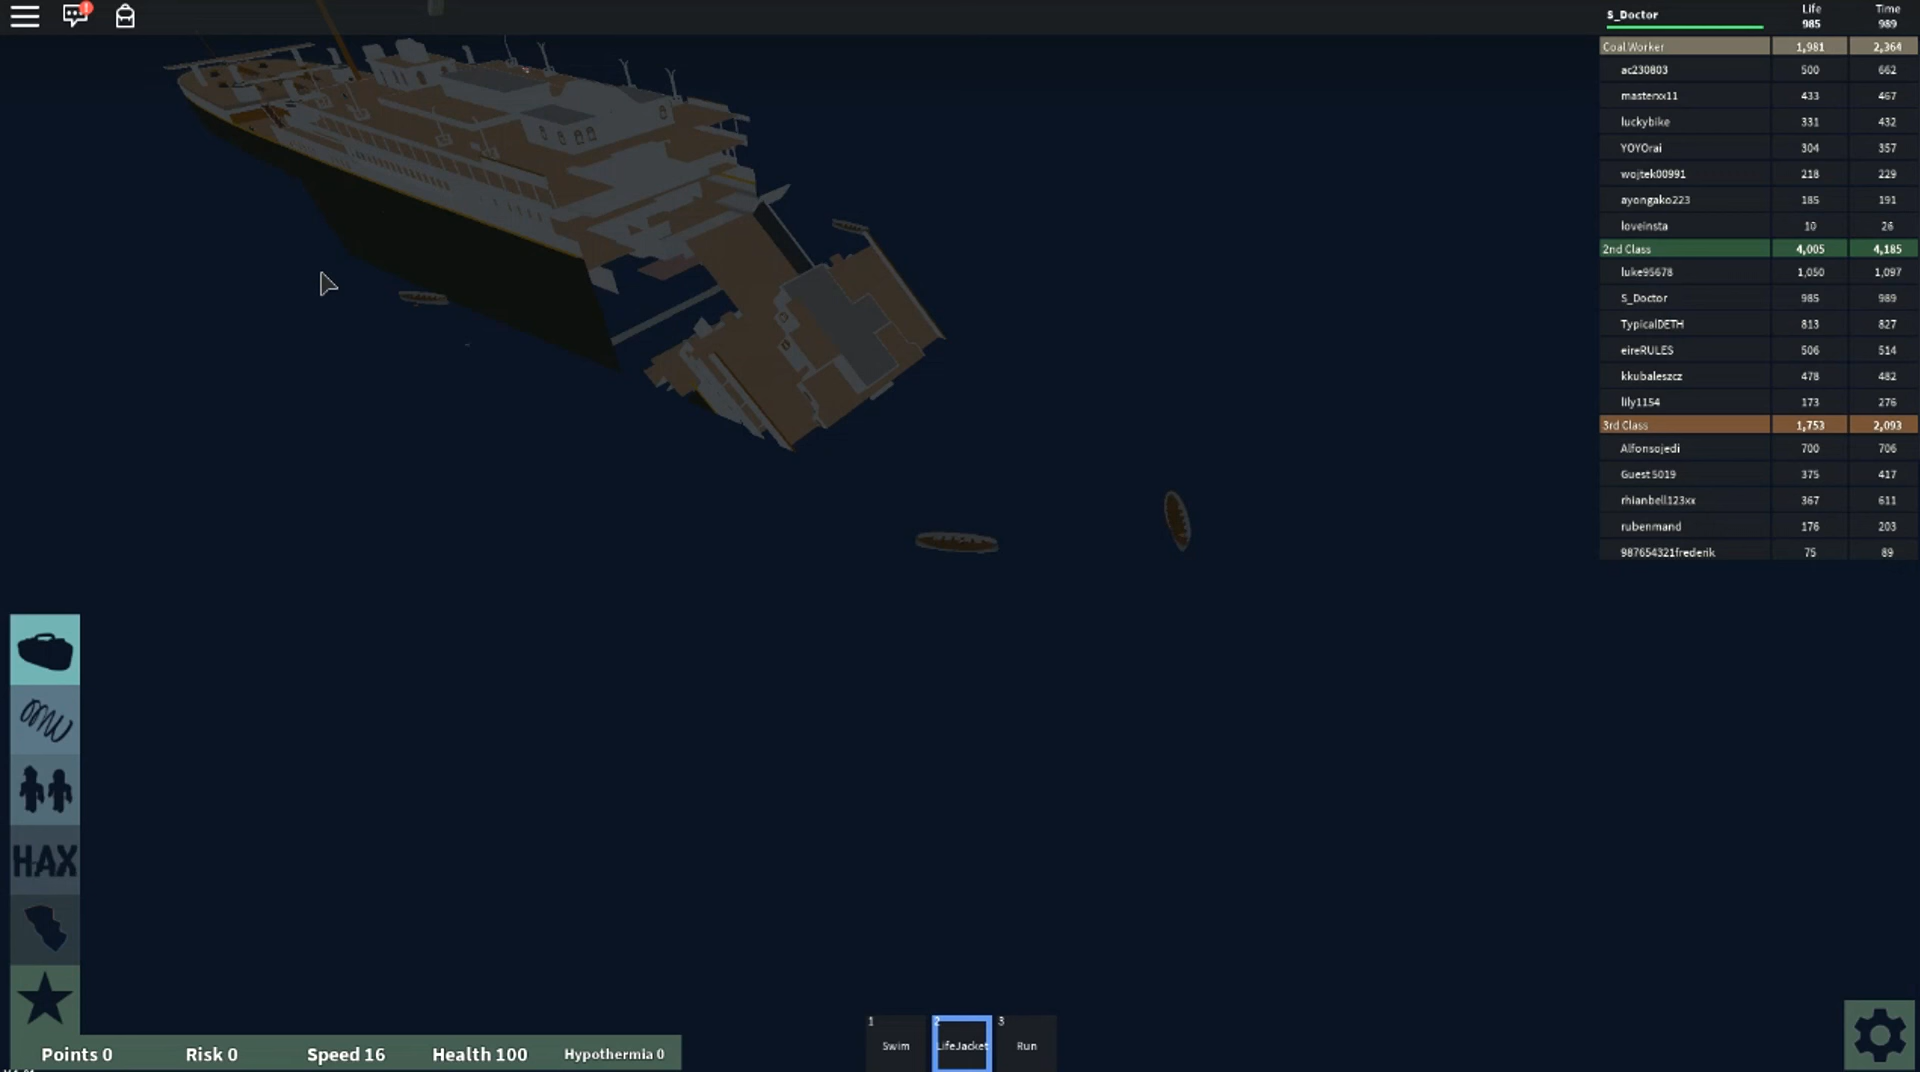 S_Doctor Life 985 Time 989
Coal Worker 1,981 2,364
ac230803 500 662
masterxx11 433 467
luckybike 331 432
YOYOrai 304 357
wojtek00991 218 229
ayongako223 185 191
loveinsta 10 26
2nd Class 4,005 4,185
luke95678 1,050 1,097
S_Doctor 985 989
TypicalDETH 813 827
eireRULES 506 514
kkubaleszcz 478 482
lily1154 173 276
3rd Class 1,753 2,093
Alfonsojedi 700 706
Guest 5019 375 417
rhianbell123xx 367 611
rubenmand 176 203
987654321frederik 75 89
HAX
Points 0 Risk 0 Speed 16 Health 100 Hypothermia 0
1 Swim
2 LifeJacket
3 Run